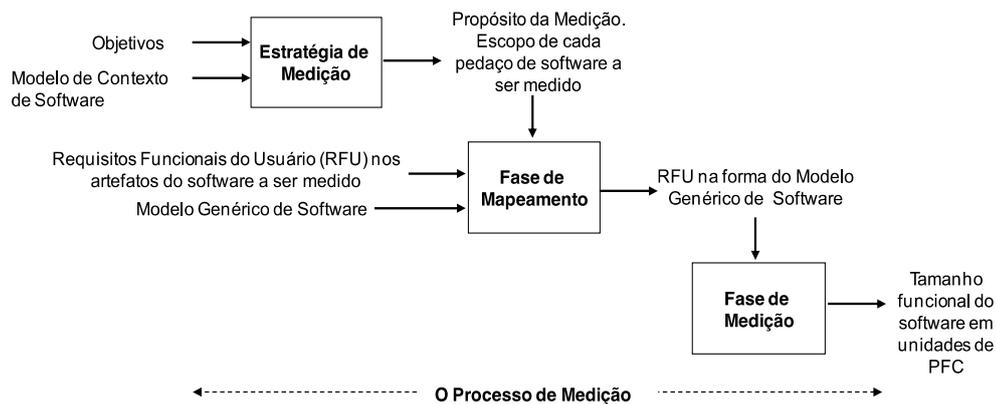 Objetivos
Modelo de Contexto
de Software
Estratégia de
Medição
Propósito da Medição.
Escopo de cada
pedaço de software a
ser medido
Requisitos Funcionais do Usuário (RFU) nos
artefatos do software a ser medido
Modelo Genérico de Software
Fase de
Mapeamento
RFU na forma do Modelo
Genérico de Software
Fase de
Medição
Tamanho
funcional do
software em
unidades de
PFC
O Processo de Medição